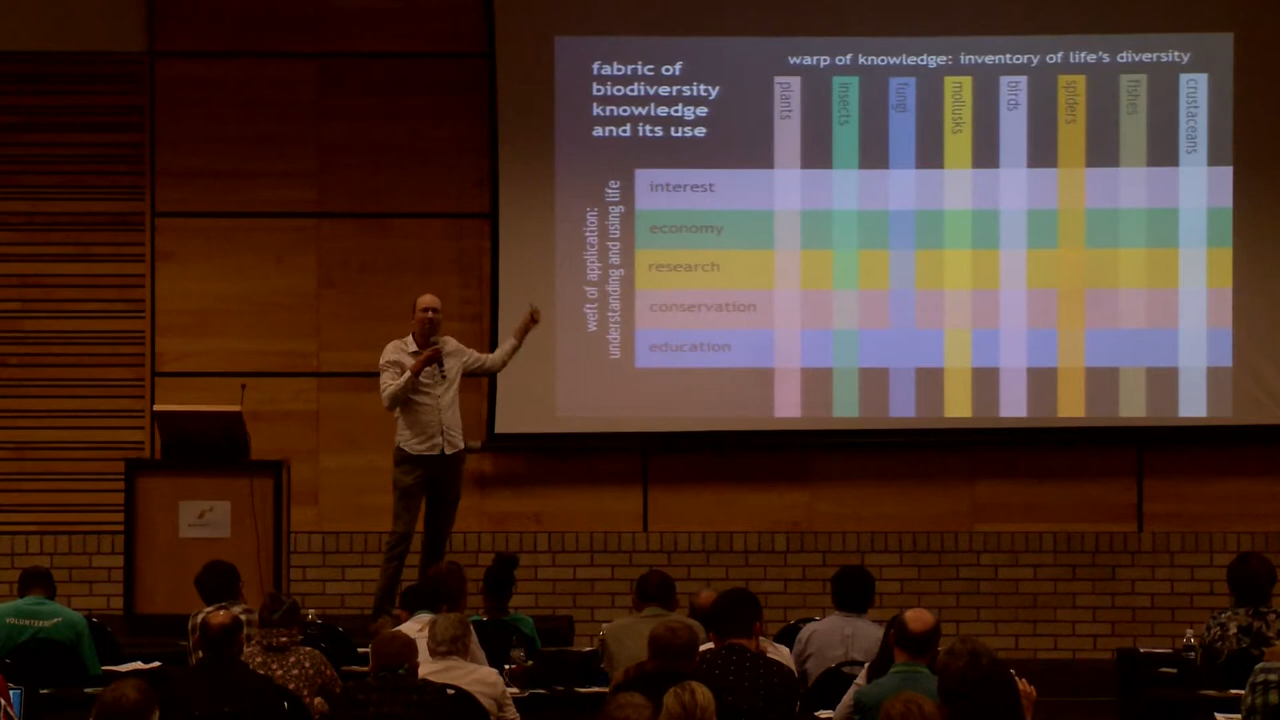 fabric of
biodiversity
knowledge
and its use
warp of knowledge: inventory of life's diversity
plants
insects
fungi
mollusks
birds
spiders
fishes
crustaceans
weft of application:
understanding and using life
interest
economy
research
conservation
education
VOLUNTEER